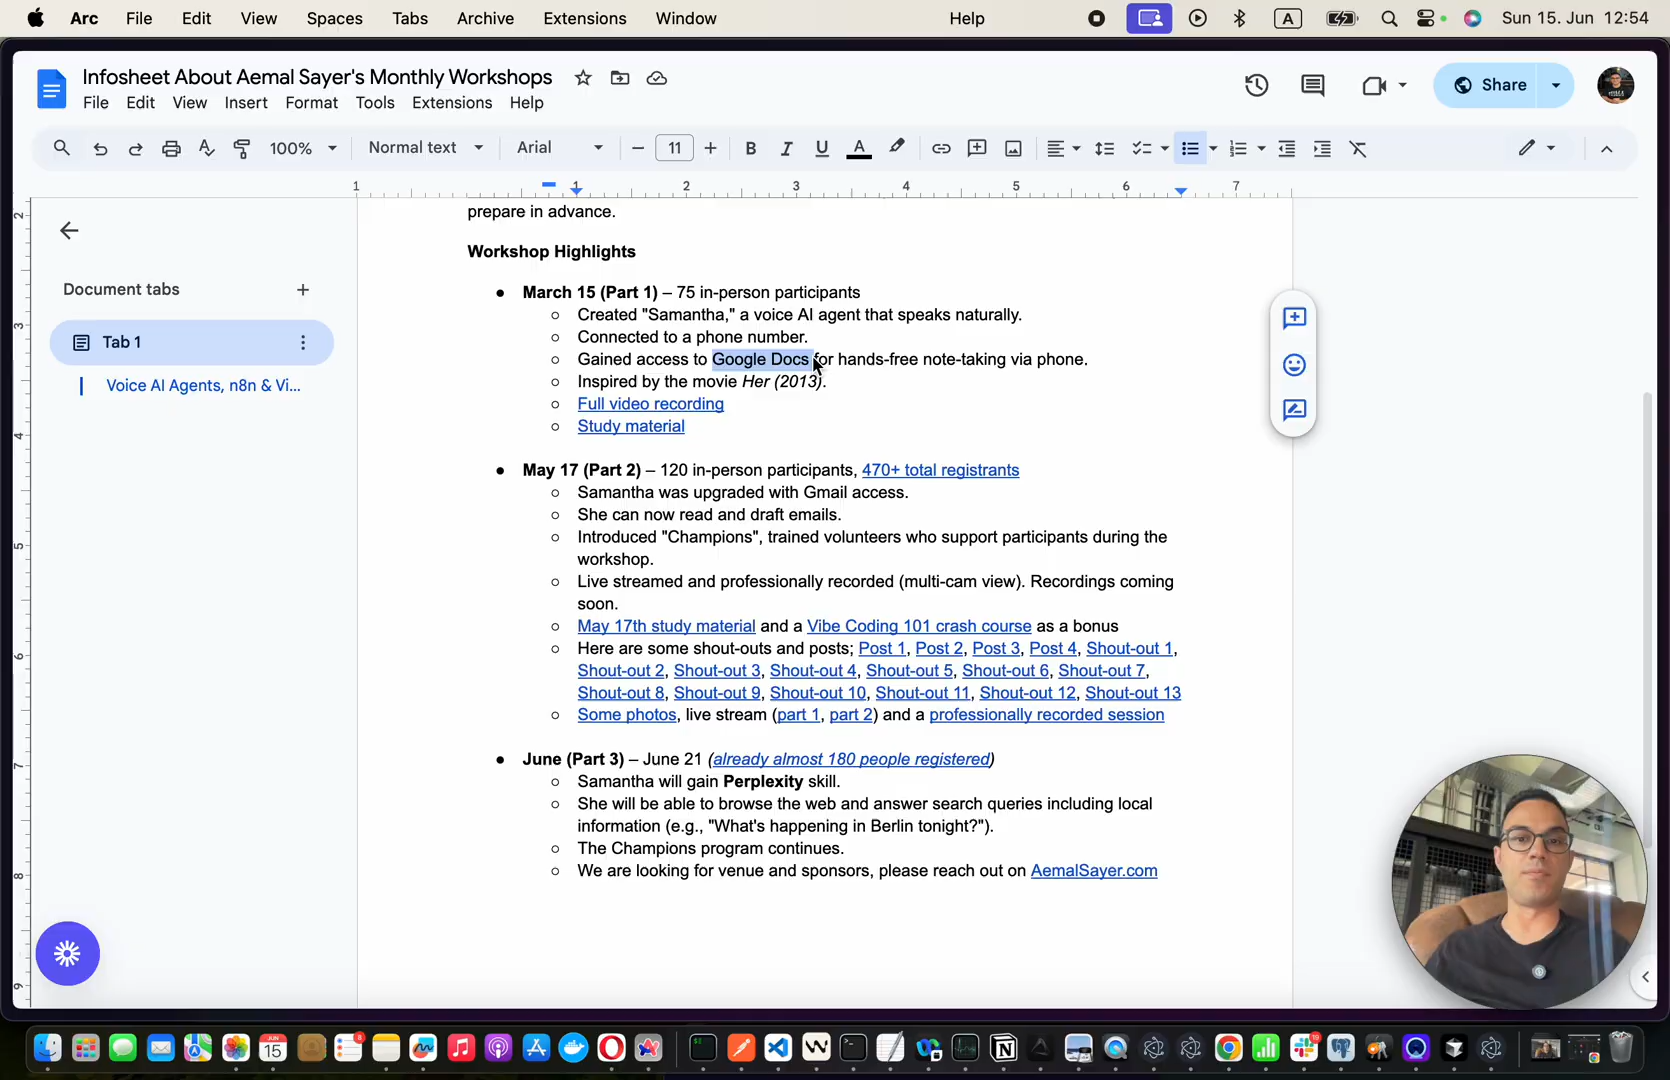 Arc File Edit View Spaces Tabs Archive Extensions Window Help A Sun 15. Jun 12:54
Infosheet About Aemal Sayer's Monthly Workshops
File Edit View Insert Format Tools Extensions Help
Share
100% Normal text Arial 11 B I U A
1 1 2 3 4 5 6 7
prepare in advance.
Workshop Highlights
Document tabs
Tab 1
Voice AI Agents, n8n & Vi...
● March 15 (Part 1) – 75 in-person participants
○ Created "Samantha," a voice AI agent that speaks naturally.
○ Connected to a phone number.
○ Gained access to Google Docs for hands-free note-taking via phone.
○ Inspired by the movie Her (2013).
○ Full video recording
○ Study material
● May 17 (Part 2) – 120 in-person participants, 470+ total registrants
○ Samantha was upgraded with Gmail access.
○ She can now read and draft emails.
○ Introduced "Champions", trained volunteers who support participants during the
workshop.
○ Live streamed and professionally recorded (multi-cam view). Recordings coming
soon.
○ May 17th study material and a Vibe Coding 101 crash course as a bonus
○ Here are some shout-outs and posts; Post 1, Post 2, Post 3, Post 4, Shout-out 1,
Shout-out 2, Shout-out 3, Shout-out 4, Shout-out 5, Shout-out 6, Shout-out 7,
Shout-out 8, Shout-out 9, Shout-out 10, Shout-out 11, Shout-out 12, Shout-out 13
○ Some photos, live stream (part 1, part 2) and a professionally recorded session
● June (Part 3) – June 21 (already almost 180 people registered)
○ Samantha will gain Perplexity skill.
○ She will be able to browse the web and answer search queries including local
information (e.g., "What's happening in Berlin tonight?").
○ The Champions program continues.
○ We are looking for venue and sponsors, please reach out on AemalSayer.com
2
3
4
5
6
7
8
9
JUN
15